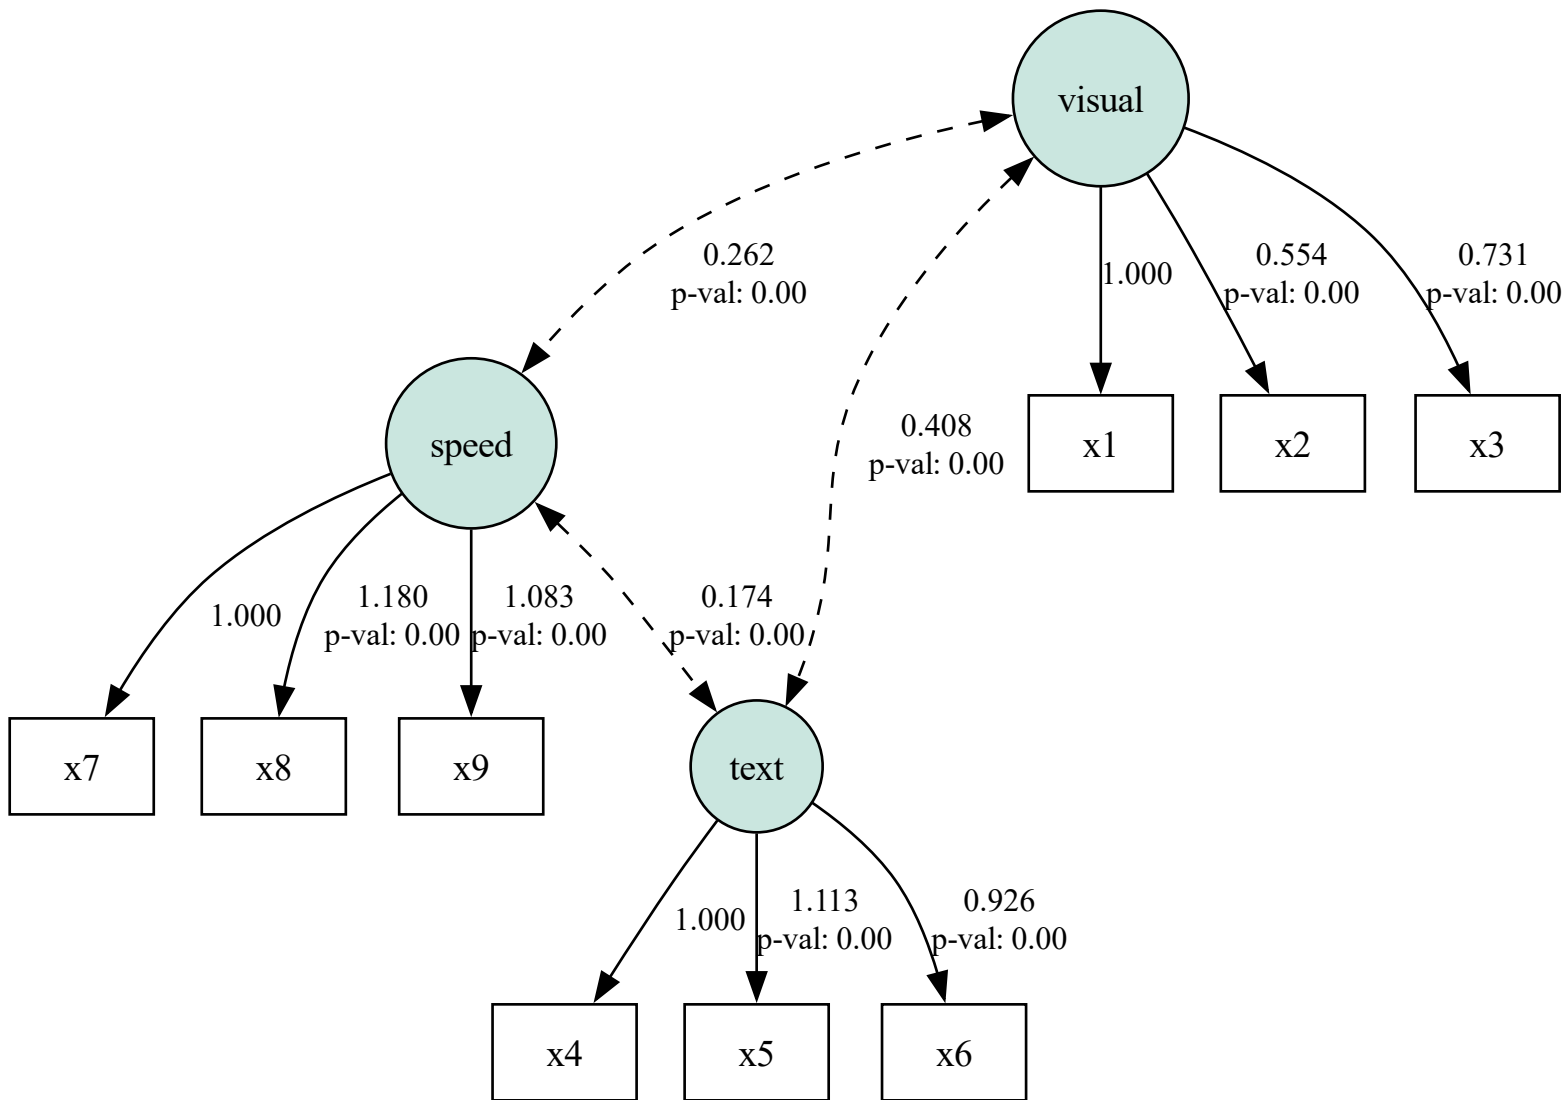 visual
0.262
p-val: 0.00
1.000
0.554
p-val: 0.00
0.731
p-val: 0.00
speed
0.408
p-val: 0.00
x1
x2
x3
1.000
1.180
p-val: 0.00
1.083
p-val: 0.00
0.174
p-val: 0.00
x7
x8
x9
text
1.000
1.113
p-val: 0.00
0.926
p-val: 0.00
x4
x5
x6